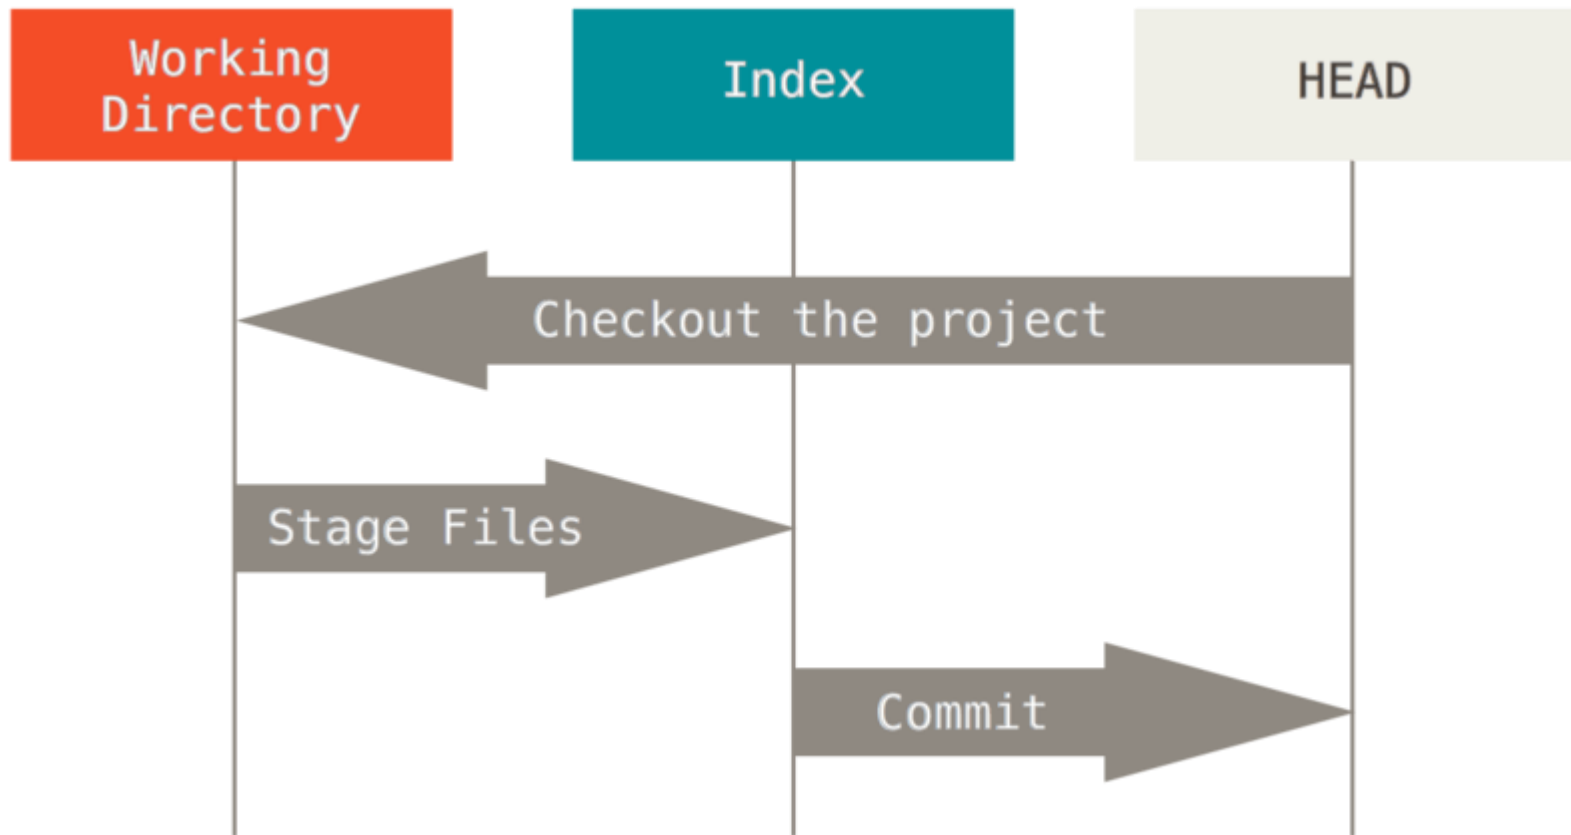 Working
Directory
Index
HEAD
Checkout the project
Stage Files
Commit